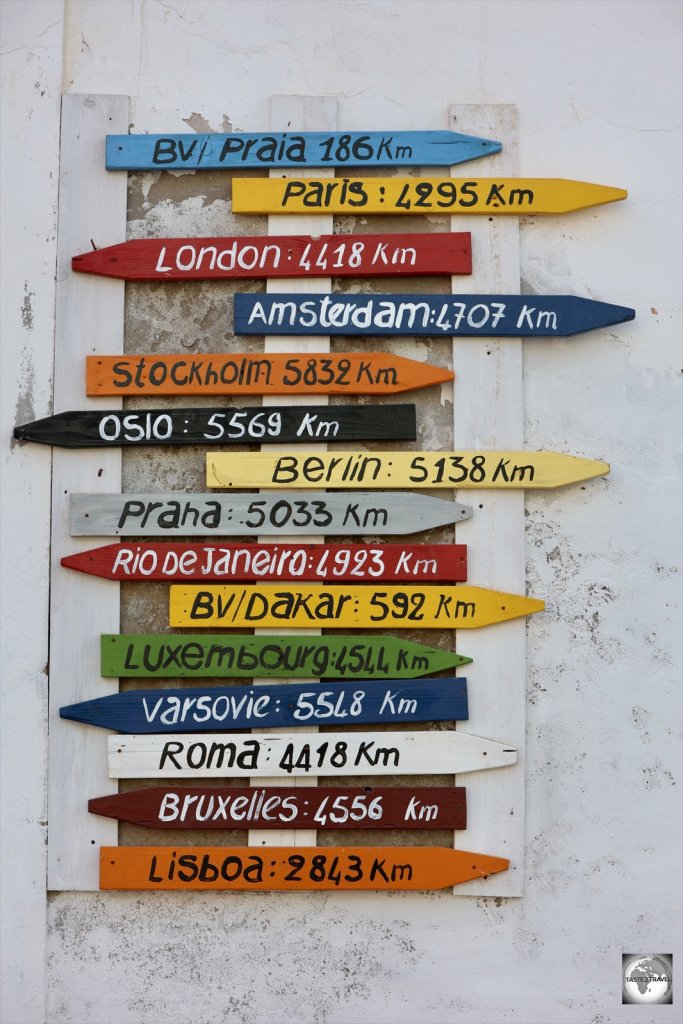 BV/Praia 186 Km
Paris: 4295 Km
London: 4418 Km
Amsterdam: 4707 Km
Stockholm 5832 Km
OSLO: 5569 Km
Berlin: 5138 Km
Praha: 5033 Km
Rio de Janeiro: 4923 Km
BV/Dakar: 592 Km
Luxembourg: 4544 Km
Varsovie: 5548 Km
Roma: 4418 Km
Bruxelles: 4556 Km
Lisboa: 2843 Km
TASTE2TRAVEL